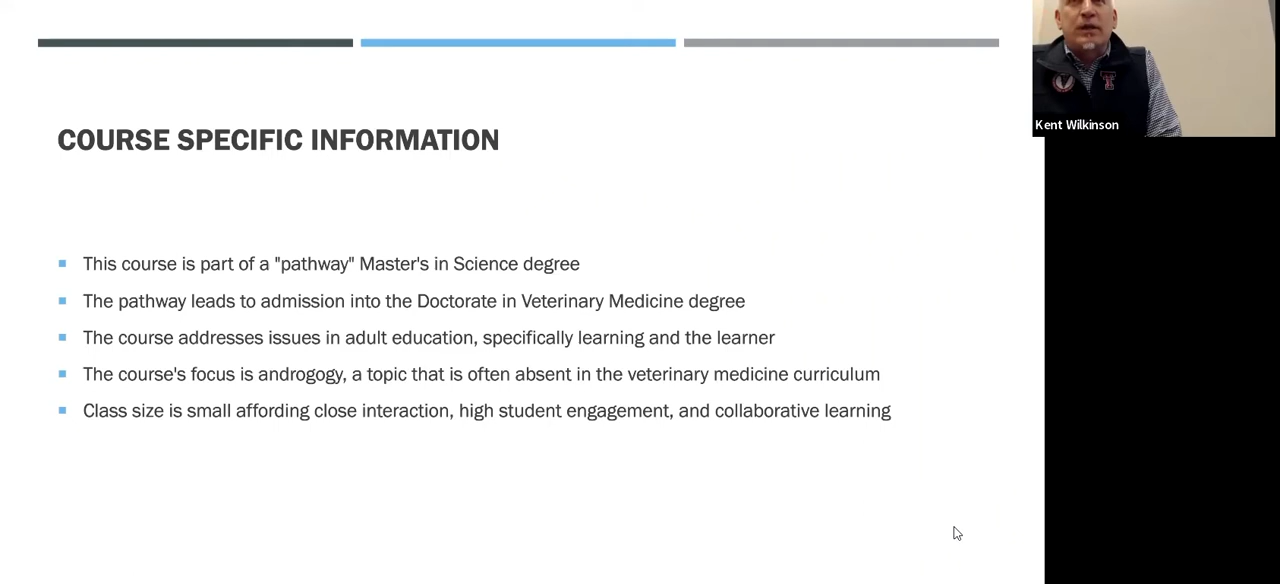 COURSE SPECIFIC INFORMATION
This course is part of a "pathway" Master's in Science degree
The pathway leads to admission into the Doctorate in Veterinary Medicine degree
The course addresses issues in adult education, specifically learning and the learner
The course's focus is androgogy, a topic that is often absent in the veterinary medicine curriculum
Class size is small affording close interaction, high student engagement, and collaborative learning
Kent Wilkinson